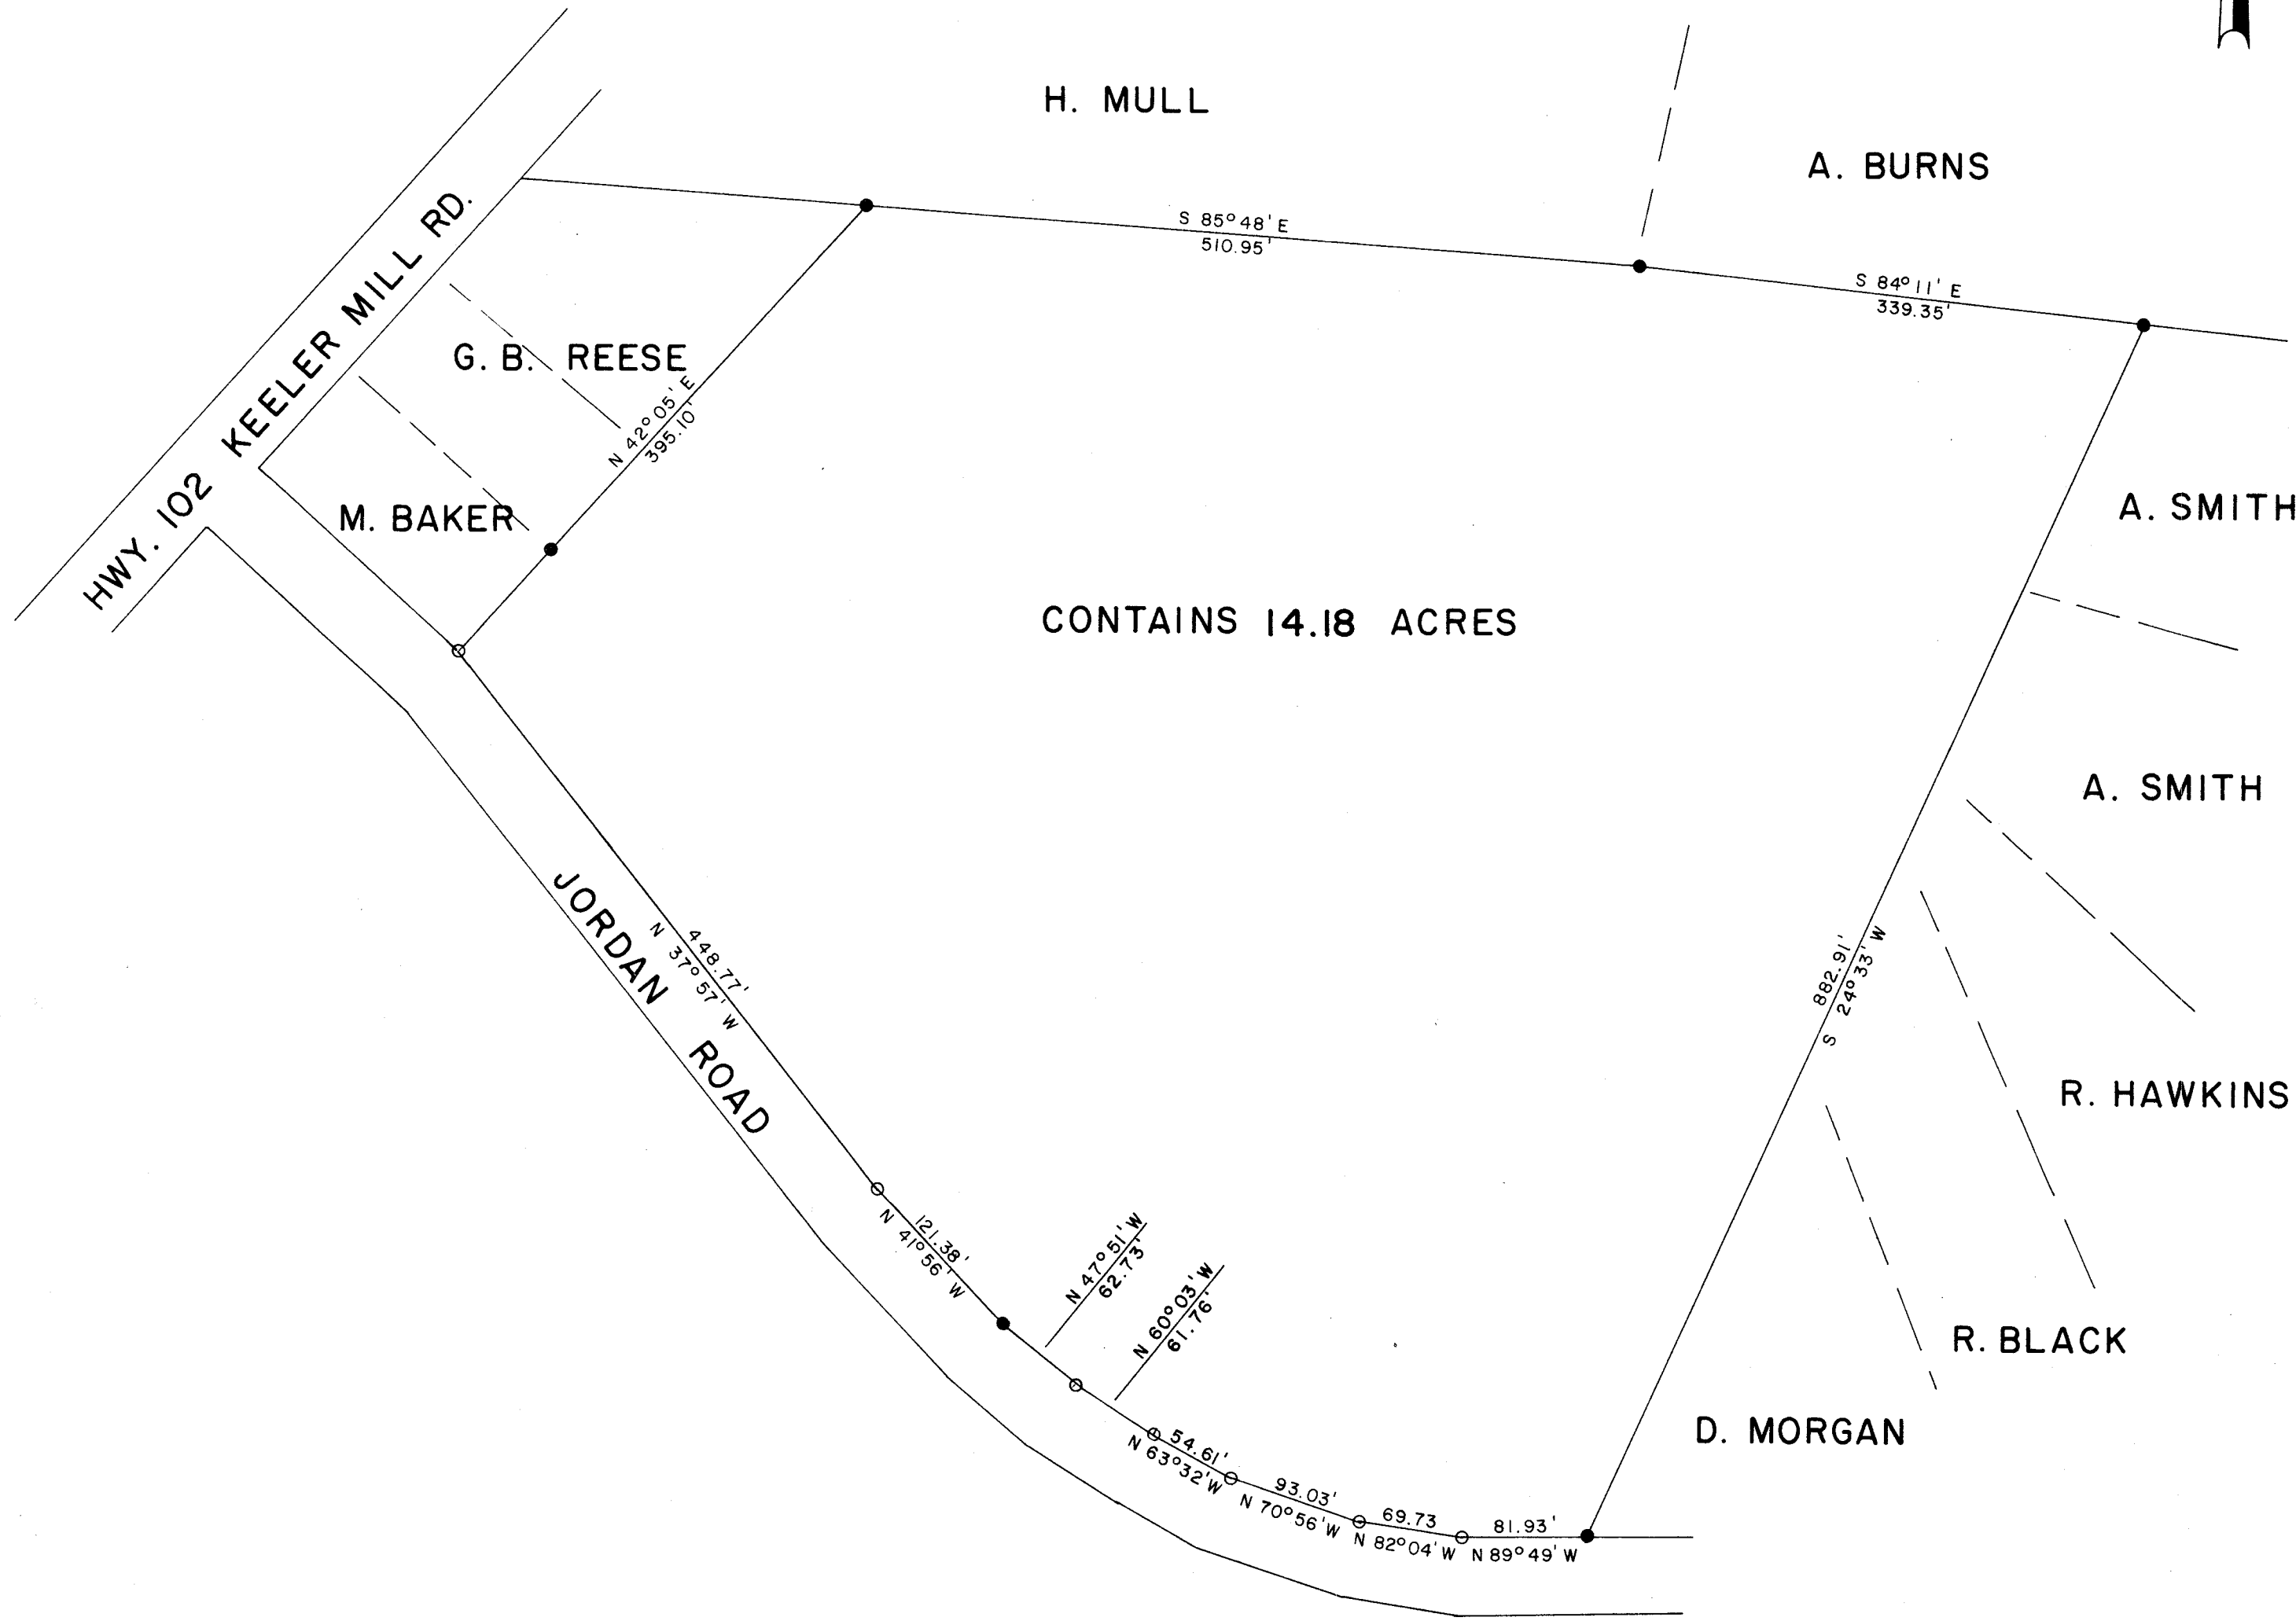 H. MULL
A. BURNS
S 85° 48' E
510.95'
S 84° 11' E
339.35'
HWY. 102 KEELER MILL RD.
G. B. REESE
N 42° 05' E
395.10'
M. BAKER
A. SMITH
CONTAINS 14.18 ACRES
A. SMITH
882.91'
S 24° 33' W
JORDAN ROAD
448.77'
N 37° 57' W
R. HAWKINS
121.38'
N 41° 56' W
N 47° 51' W
62.73'
N 60° 03' W
61.76'
R. BLACK
D. MORGAN
54.61'
N 63° 32' W
93.03'
N 70° 56' W
69.73
N 82° 04' W
81.93'
N 89° 49' W